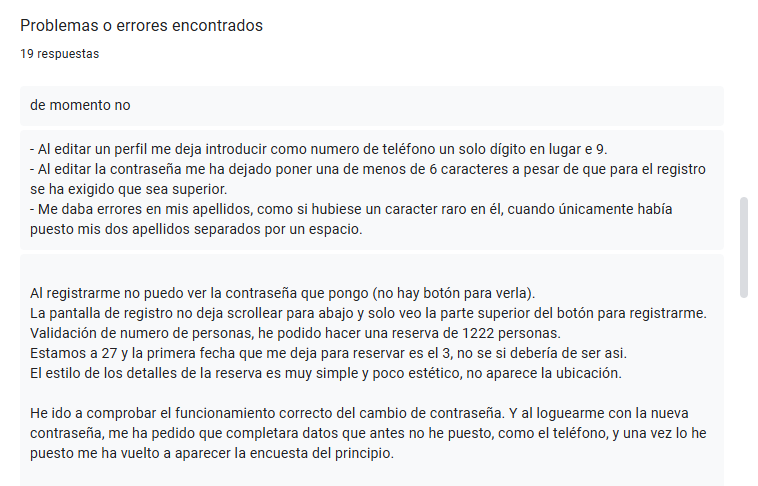 Problemas o errores encontrados
19 respuestas
de momento no
- Al editar un perfil me deja introducir como numero de teléfono un solo dígito en lugar e 9.
- Al editar la contraseña me ha dejado poner una de menos de 6 caracteres a pesar de que para el registro
se ha exigido que sea superior.
- Me daba errores en mis apellidos, como si hubiese un caracter raro en él, cuando únicamente había
puesto mis dos apellidos separados por un espacio.
Al registrarme no puedo ver la contraseña que pongo (no hay botón para verla).
La pantalla de registro no deja scrollear para abajo y solo veo la parte superior del botón para registrarme.
Validación de numero de personas, he podido hacer una reserva de 1222 personas.
Estamos a 27 y la primera fecha que me deja para reservar es el 3, no se si debería de ser asi.
El estilo de los detalles de la reserva es muy simple y poco estético, no aparece la ubicación.
He ido a comprobar el funcionamiento correcto del cambio de contraseña. Y al loguearme con la nueva
contraseña, me ha pedido que completara datos que antes no he puesto, como el teléfono, y una vez lo he
puesto me ha vuelto a aparecer la encuesta del principio.